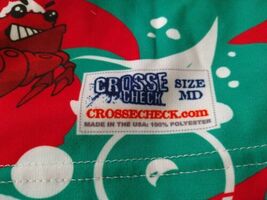 CROSSE SIZE
CHECK MD
CROSSECHECK.com
MADE IN THE USA: 100% POLYESTER